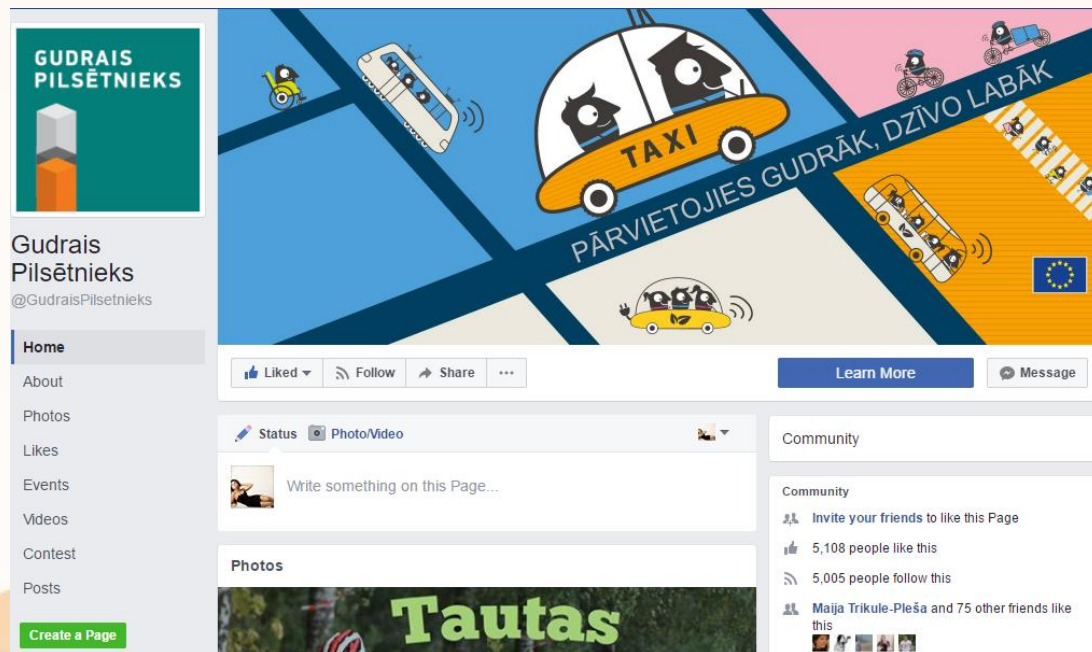 GUDRAIS
PILSĒTNIEKS
Gudrais
Pilsētnieks
@GudraisPilsetnieks
Home
About
Photos
Likes
Events
Videos
Contest
Posts
Create a Page
TAXI
PĀRVIETOJIES GUDRĀK, DZĪVO LABĀK
Liked
Follow
Share
Learn More
Message
Status
Photo/Video
Write something on this Page...
Photos
Tautas
Community
Community
Invite your friends to like this Page
5,108 people like this
5,005 people follow this
Maija Trikule-Pleša and 75 other friends like
this